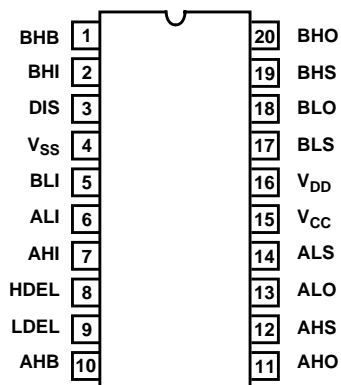 BHB 1 20 BHO
BHI 2 19 BHS
DIS 3 18 BLO
VSS 4 17 BLS
BLI 5 16 VDD
ALI 6 15 VCC
AHI 7 14 ALS
HDEL 8 13 ALO
LDEL 9 12 AHS
AHB 10 11 AHO